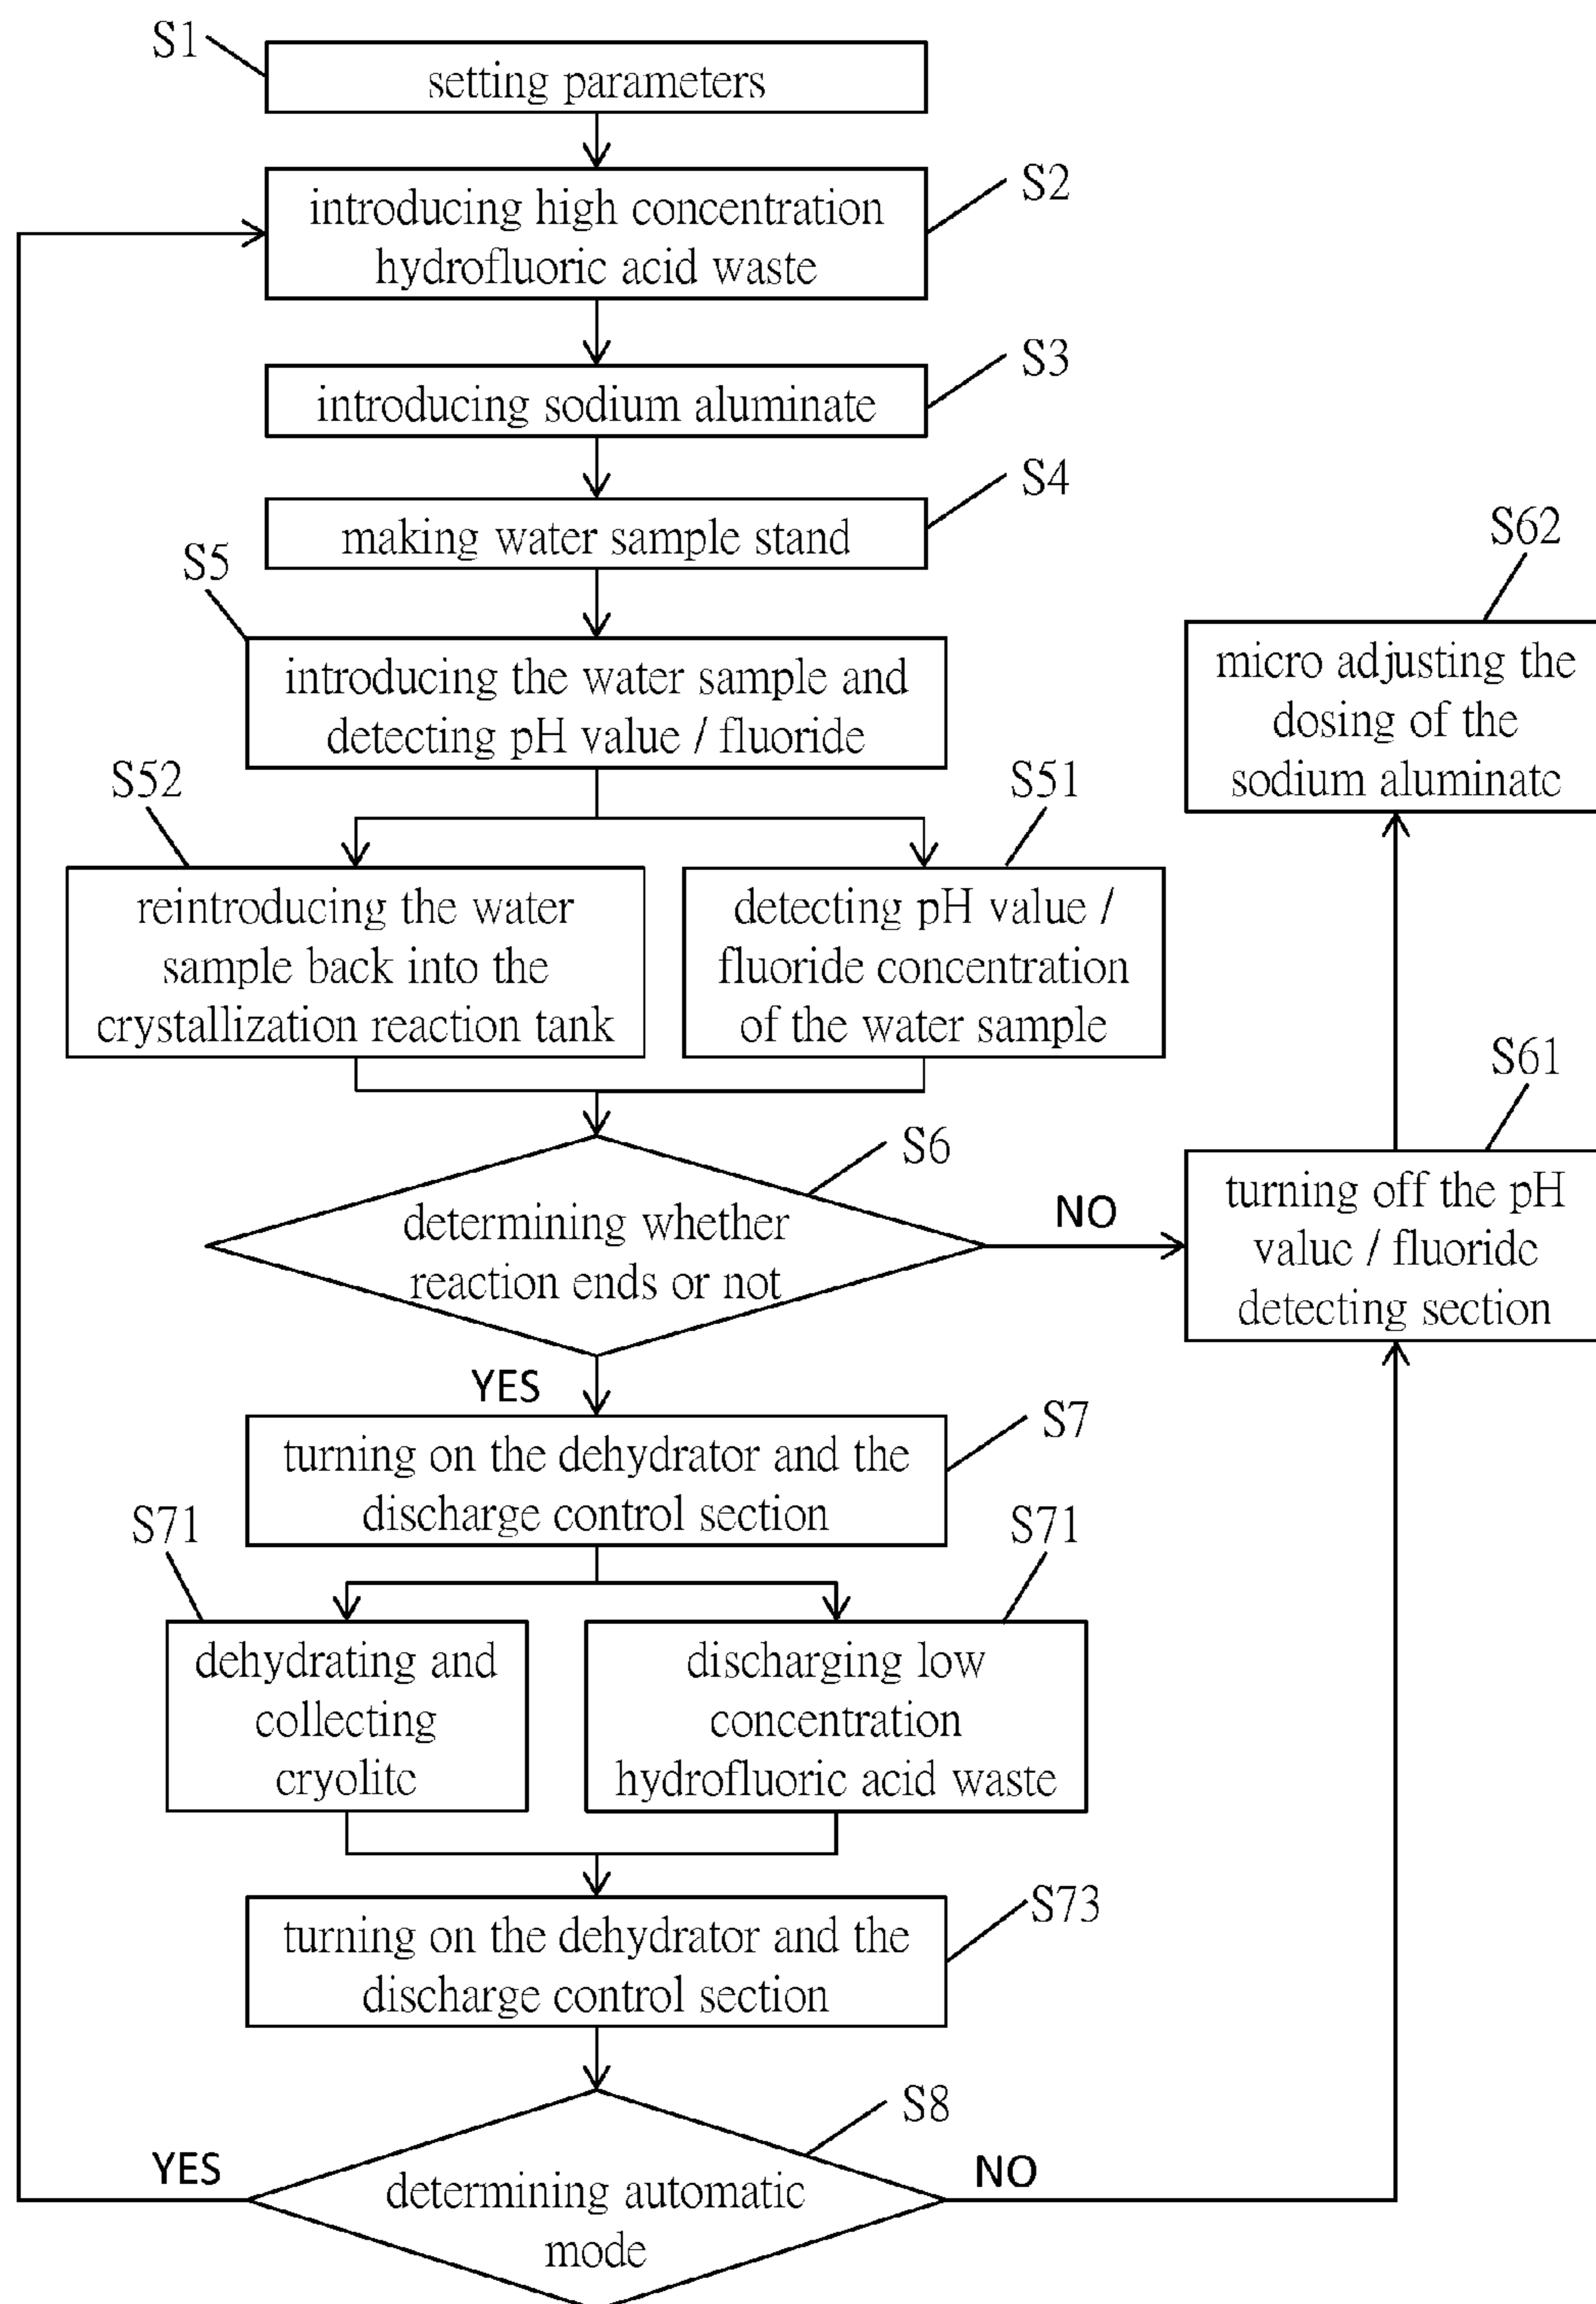 S1
setting parameters
S2
introducing high concentration
hydrofluoric acid waste
S3
introducing sodium aluminate
S4
making water sample stand
S5
introducing the water sample and
detecting pH value / fluoride
S52
reintroducing the water
sample back into the
crystallization reaction tank
S51
detecting pH value /
fluoride concentration
of the water sample
S6
determining whether
reaction ends or not
NO
S61
turning off the pH
value / fluoride
detecting section
S62
micro adjusting the
dosing of the
sodium aluminate
YES
S7
turning on the dehydrator and the
discharge control section
S71
dehydrating and
collecting
cryolite
S71
discharging low
concentration
hydrofluoric acid waste
S73
turning on the dehydrator and the
discharge control section
S8
determining automatic
mode
YES
NO